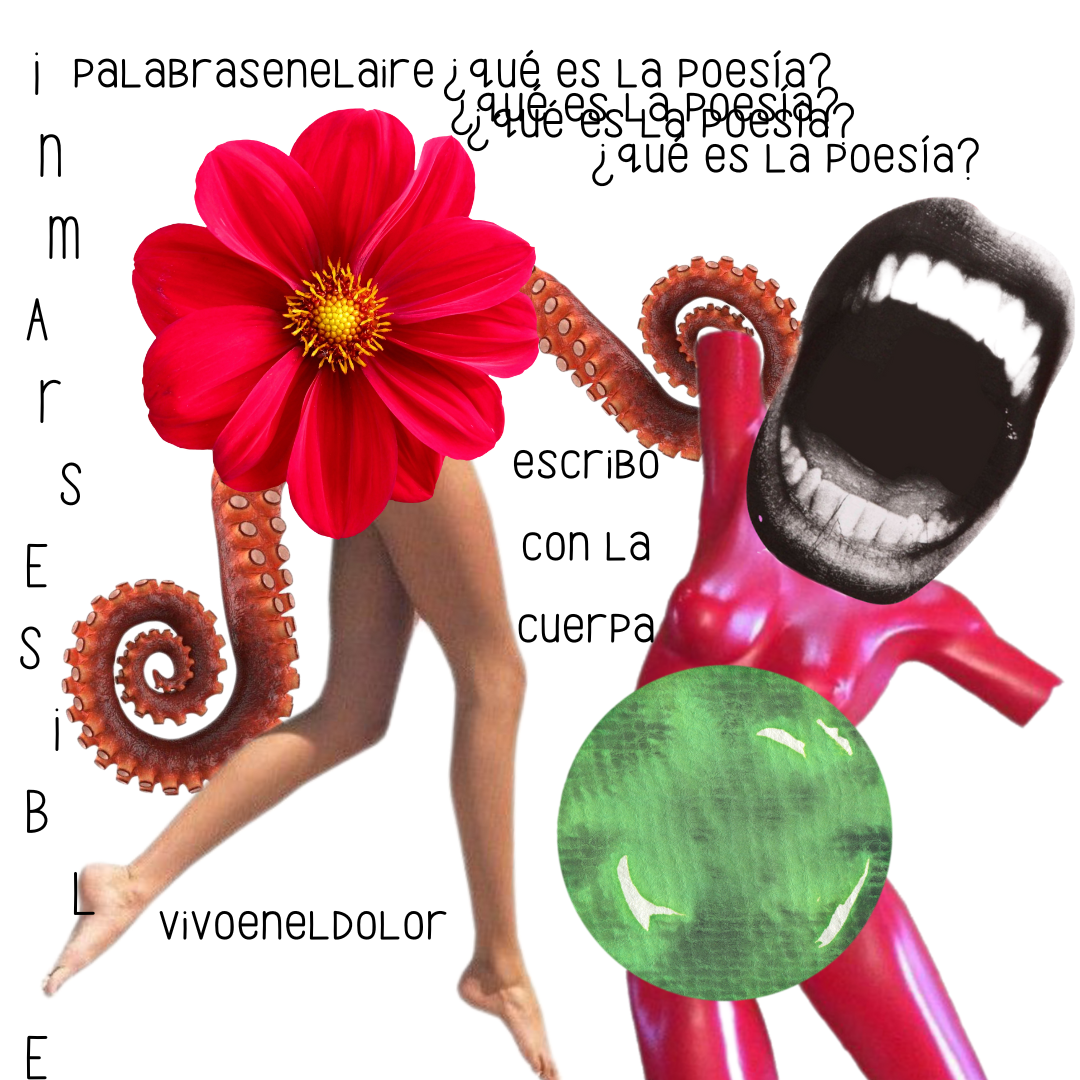 PALABRASENELAIRE
¿QUÉ ES LA POESÍA?
¿QUÉ ES LA POESÍA?
¿QUÉ ES LA POESÍA?
¿QUÉ ES LA POESÍA?
INMARSESIBLE
ESCRIBO
CON LA
CUERPA
VIVOENELDOLOR